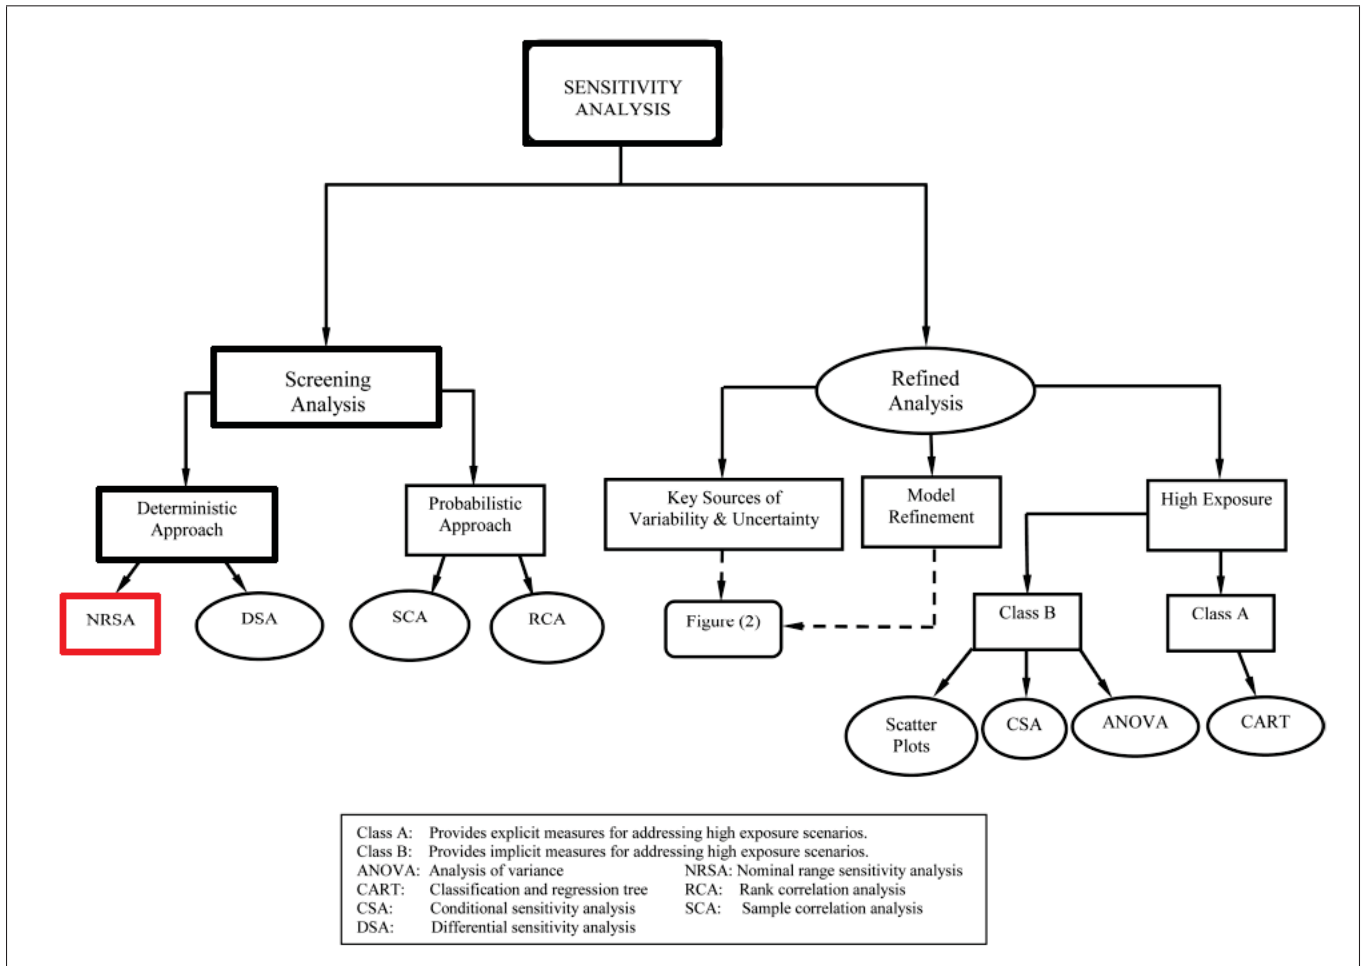 SENSITIVITY
ANALYSIS
Screening
Analysis
Refined
Analysis
Deterministic
Approach
Probabilistic
Approach
Key Sources of
Variability & Uncertainty
Model
Refinement
High Exposure
NRSA
DSA
SCA
RCA
Figure (2)
Class B
Class A
Scatter
Plots
CSA
ANOVA
CART
Class A: Provides explicit measures for addressing high exposure scenarios.
Class B: Provides implicit measures for addressing high exposure scenarios.
ANOVA: Analysis of variance NRSA: Nominal range sensitivity analysis
CART: Classification and regression tree RCA: Rank correlation analysis
CSA: Conditional sensitivity analysis SCA: Sample correlation analysis
DSA: Differential sensitivity analysis